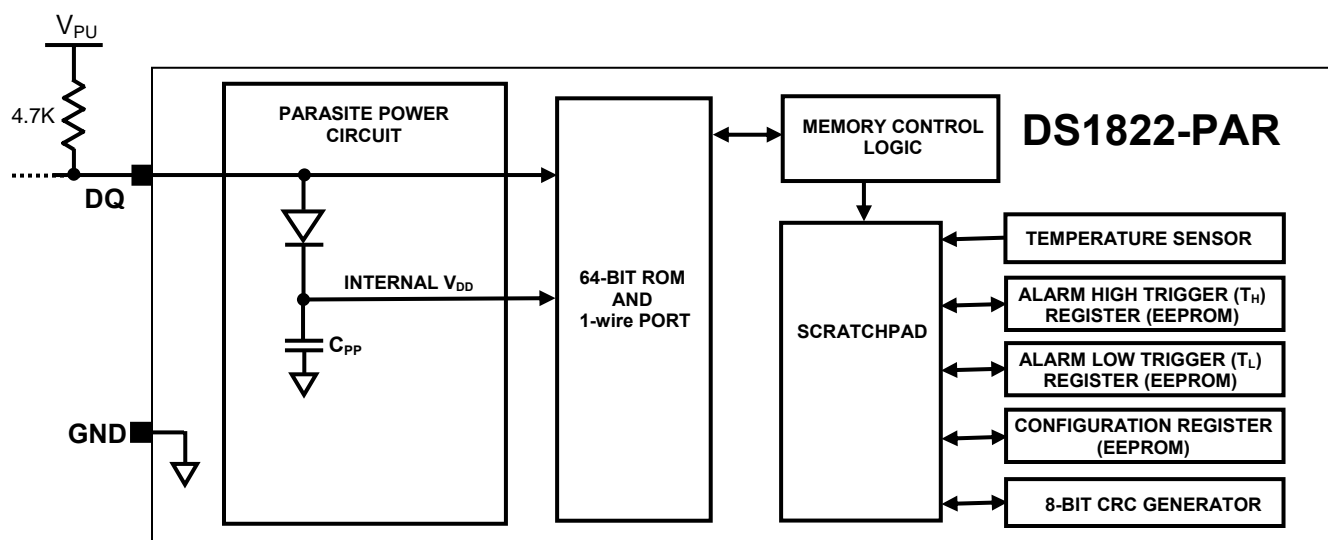 VPU
4.7K
DQ
GND
PARASITE POWER
CIRCUIT
INTERNAL VDD
CPP
64-BIT ROM
AND
1-wire PORT
MEMORY CONTROL
LOGIC
DS1822-PAR
SCRATCHPAD
TEMPERATURE SENSOR
ALARM HIGH TRIGGER (TH)
REGISTER (EEPROM)
ALARM LOW TRIGGER (TL)
REGISTER (EEPROM)
CONFIGURATION REGISTER
(EEPROM)
8-BIT CRC GENERATOR